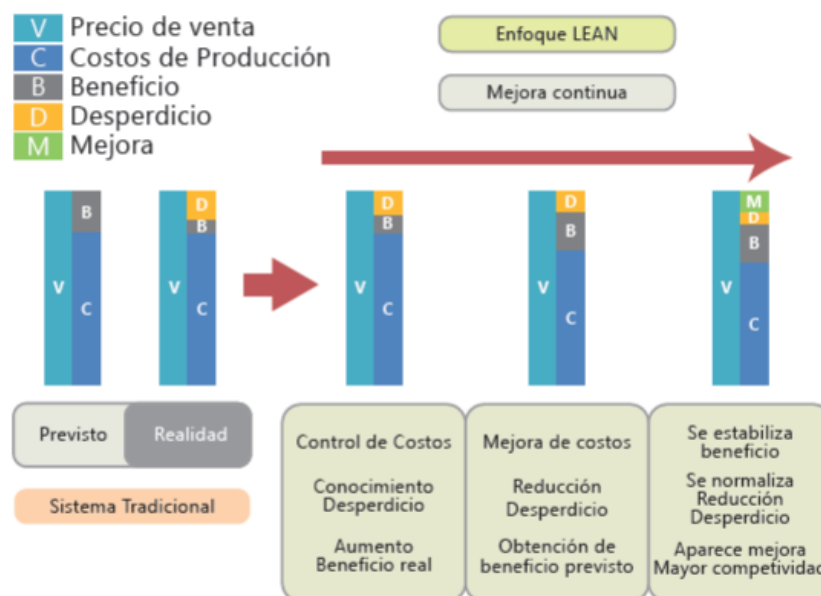 V Precio de venta
C Costos de Producción
B Beneficio
D Desperdicio
M Mejora
Enfoque LEAN
Mejora continua
B
V
C
D
B
V
C
D
B
V
C
D
B
V
C
M
D
B
V
C
Previsto
Realidad
Sistema Tradicional
Control de Costos
Conocimiento
Desperdicio
Aumento
Beneficio real
Mejora de costos
Reducción
Desperdicio
Obtención de
beneficio previsto
Se estabiliza
beneficio
Se normaliza
Reducción
Desperdicio
Aparece mejora
Mayor competividad